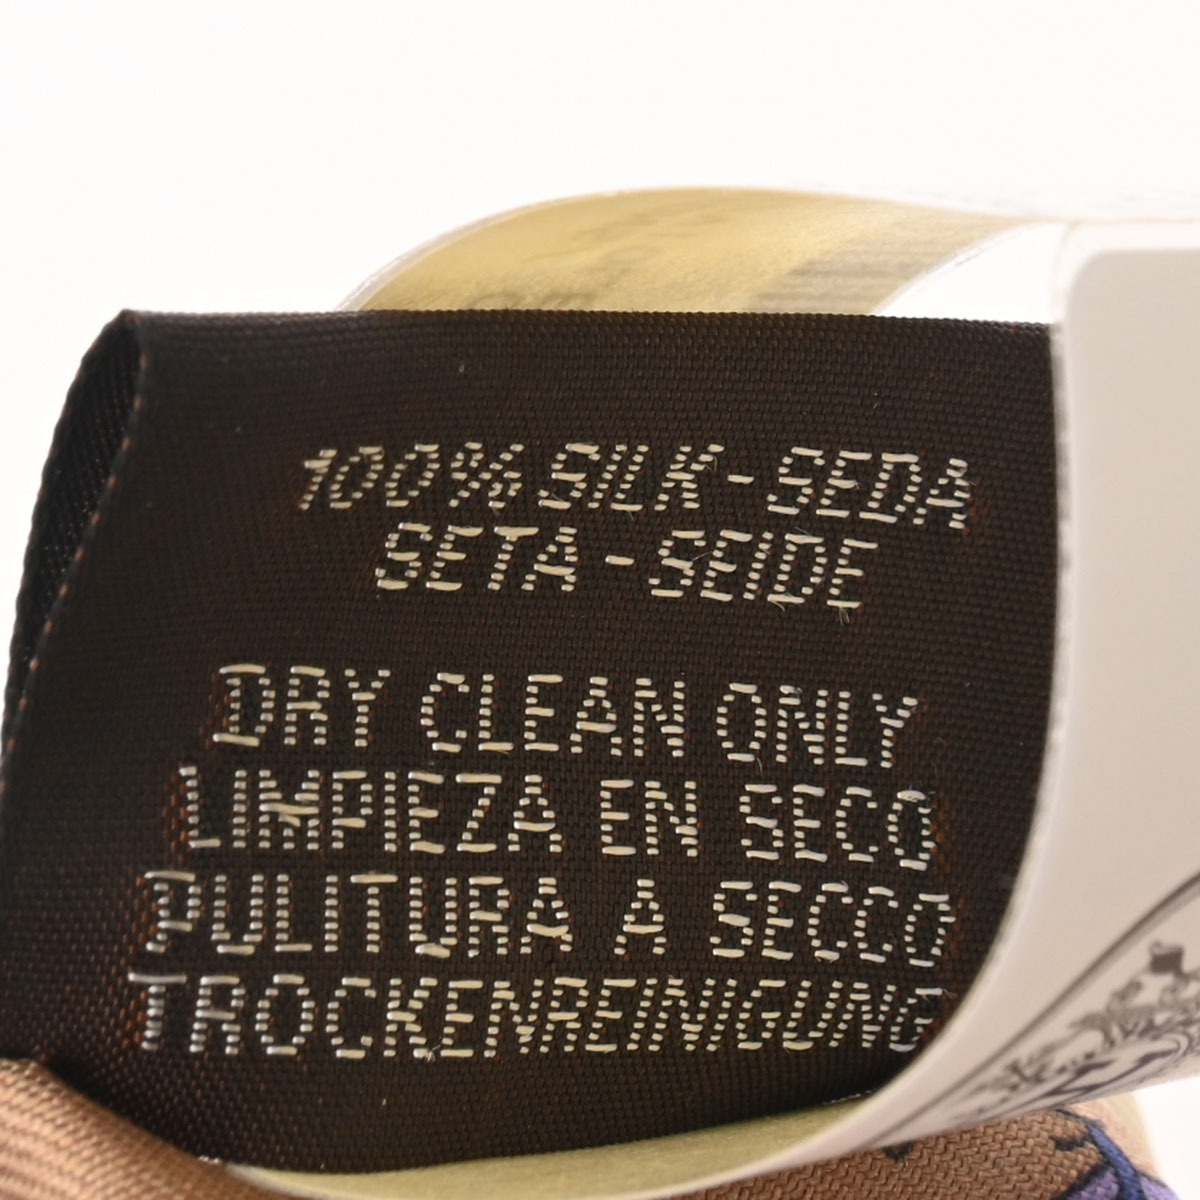 100% SILK - SEDA
SETA - SEIDE
DRY CLEAN ONLY
LIMPIEZA EN SECO
PULITURA A SECCO
TROCKENREINIGUNG